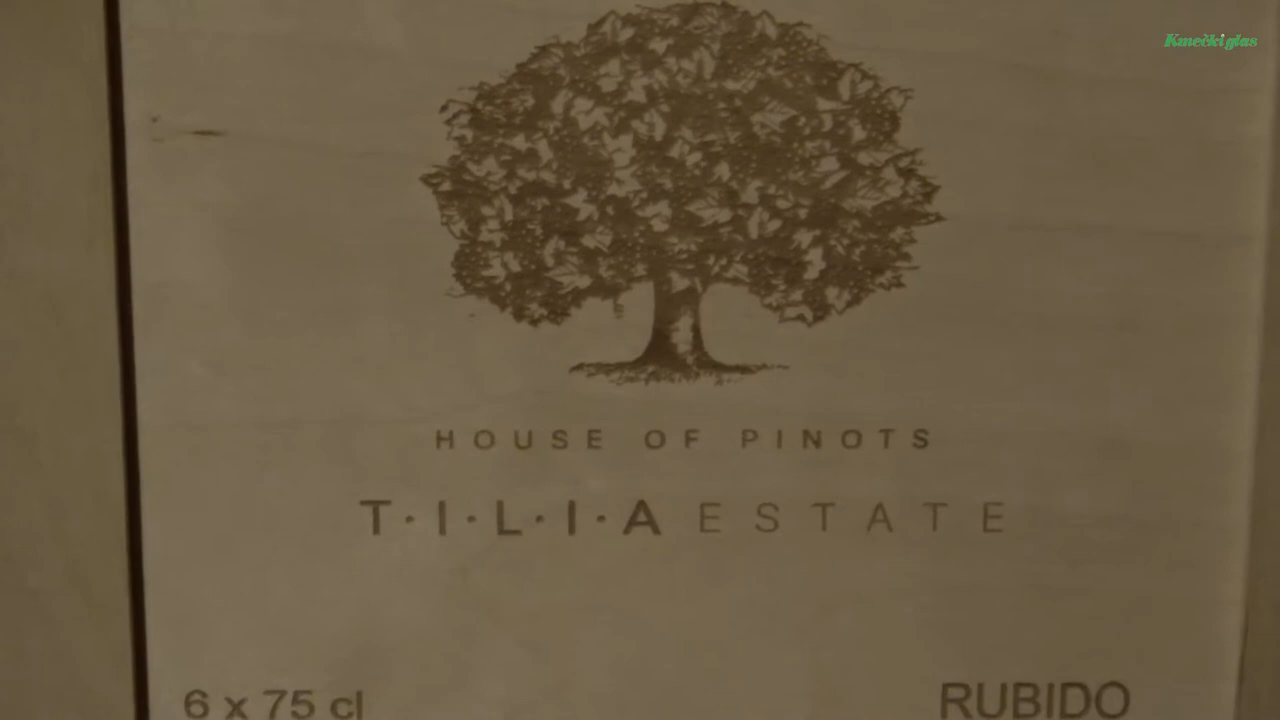 Kmečki glas
HOUSE OF PINOTS
T·I·L·I·A ESTATE
6 x 75 cl
RUBIDO